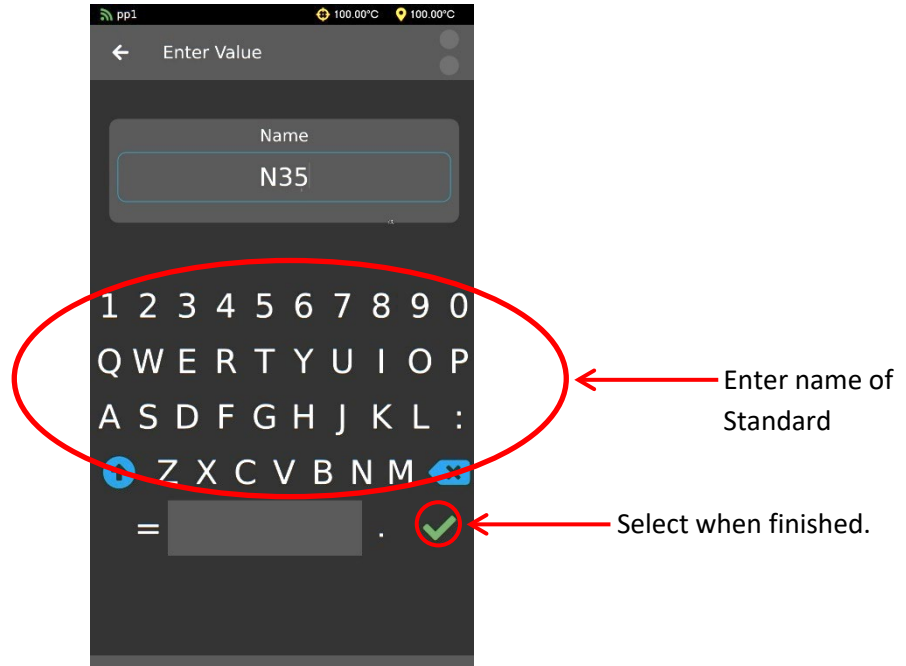 pp1 100.00°C 100.00°C
Enter Value
Name
N35
1 2 3 4 5 6 7 8 9 0
Q W E R T Y U I O P
A S D F G H J K L :
Z X C V B N M
= .
Enter name of
Standard
Select when finished.